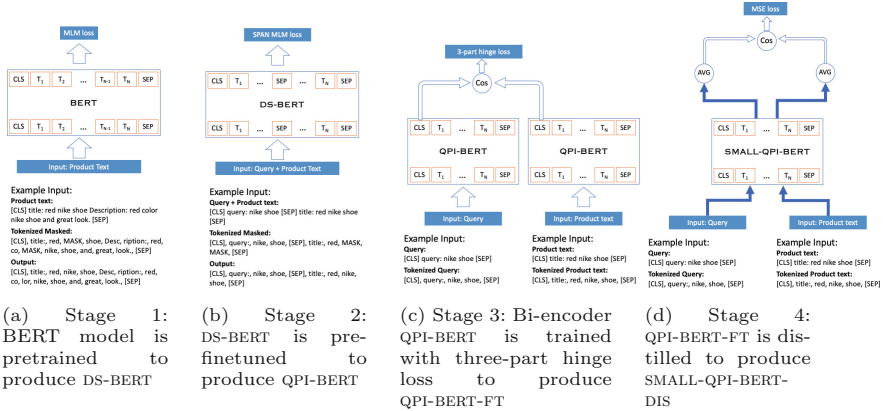 MLM loss
CLS T1 T2 ... TN-1 TN SEP
BERT
CLS T1 T2 ... TN-1 TN SEP
Input: Product Text
Example Input:
Product text:
[CLS] title: red nike shoe Description: red color
nike shoe and great look. [SEP]
Tokenized Masked:
[CLS], title:, red, MASK, shoe, Desc, ription:, red,
co, MASK, nike, shoe, and, great, look., [SEP]
Output:
[CLS], title:, red, nike, shoe, Desc, ription:, red,
co, lor, nike, shoe, and, great, look., [SEP]
(a) Stage 1:
BERT model is
pretrained to
produce DS-BERT
SPAN MLM loss
CLS T1 ... SEP ... TN SEP
DS-BERT
CLS T1 ... SEP ... TN SEP
Input: Query + Product Text
Example Input:
Query + Product text:
[CLS] query: nike shoe [SEP] title: red nike shoe
[SEP]
Tokenized Masked:
[CLS], query:, nike, shoe, [SEP], title:, red, MASK,
MASK, [SEP]
Output:
[CLS], query:, nike, shoe, [SEP], title:, red, nike,
shoe, [SEP]
(b) Stage 2:
DS-BERT is pre-
finetuned to
produce QPI-BERT
3-part hinge loss
Cos
CLS T1 ... TN SEP
QPI-BERT
CLS T1 ... TN SEP
Input: Query
Example Input:
Query:
[CLS] query: nike shoe [SEP]
Tokenized Query:
[CLS], query:, nike, shoe, [SEP]
CLS T1 ... TN SEP
QPI-BERT
CLS T1 ... TN SEP
Input: Product text
Example Input:
Product text:
[CLS] title: red nike shoe [SEP]
Tokenized Product text:
[CLS], title:, red, nike, shoe, [SEP]
(c) Stage 3: Bi-encoder
QPI-BERT is trained
with three-part hinge
loss to produce
QPI-BERT-FT
MSE loss
Cos
AVG
AVG
CLS T1 ... TN SEP
SMALL-QPI-BERT
CLS T1 ... TN SEP
Input: Query
Input: Product text
Example Input:
Query:
[CLS] query: nike shoe [SEP]
Tokenized Query:
[CLS], query:, nike, shoe, [SEP]
Example Input:
Product text:
[CLS] title: red nike shoe [SEP]
Tokenized Product text:
[CLS], title:, red, nike, shoe, [SEP]
(d) Stage 4:
QPI-BERT-FT is dis-
tilled to produce
SMALL-QPI-BERT-
DIS